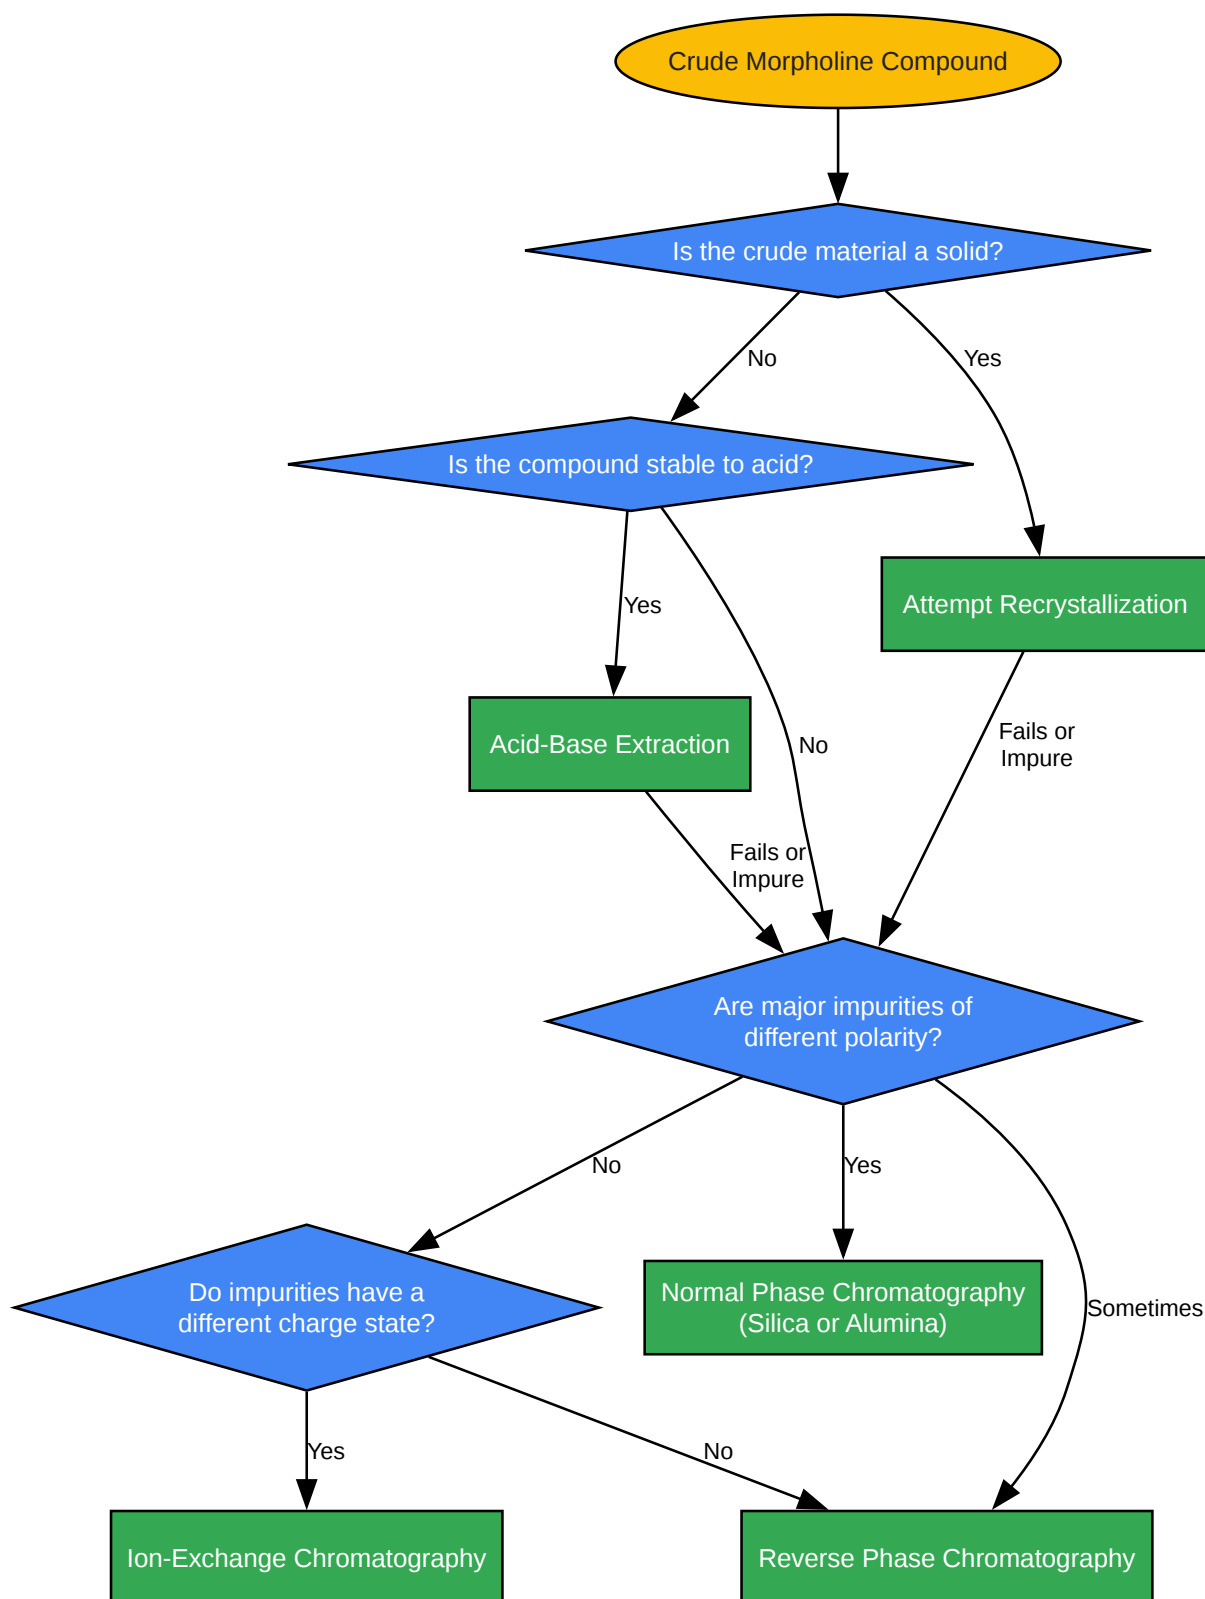 Crude Morpholine Compound
Is the crude material a solid?
No
Yes
Is the compound stable to acid?
Yes
Attempt Recrystallization
Acid-Base Extraction
No
Fails or
Impure
Fails or
Impure
Are major impurities of
different polarity?
No
Yes
Sometimes
Do impurities have a
different charge state?
Normal Phase Chromatography
(Silica or Alumina)
Yes
No
Ion-Exchange Chromatography
Reverse Phase Chromatography